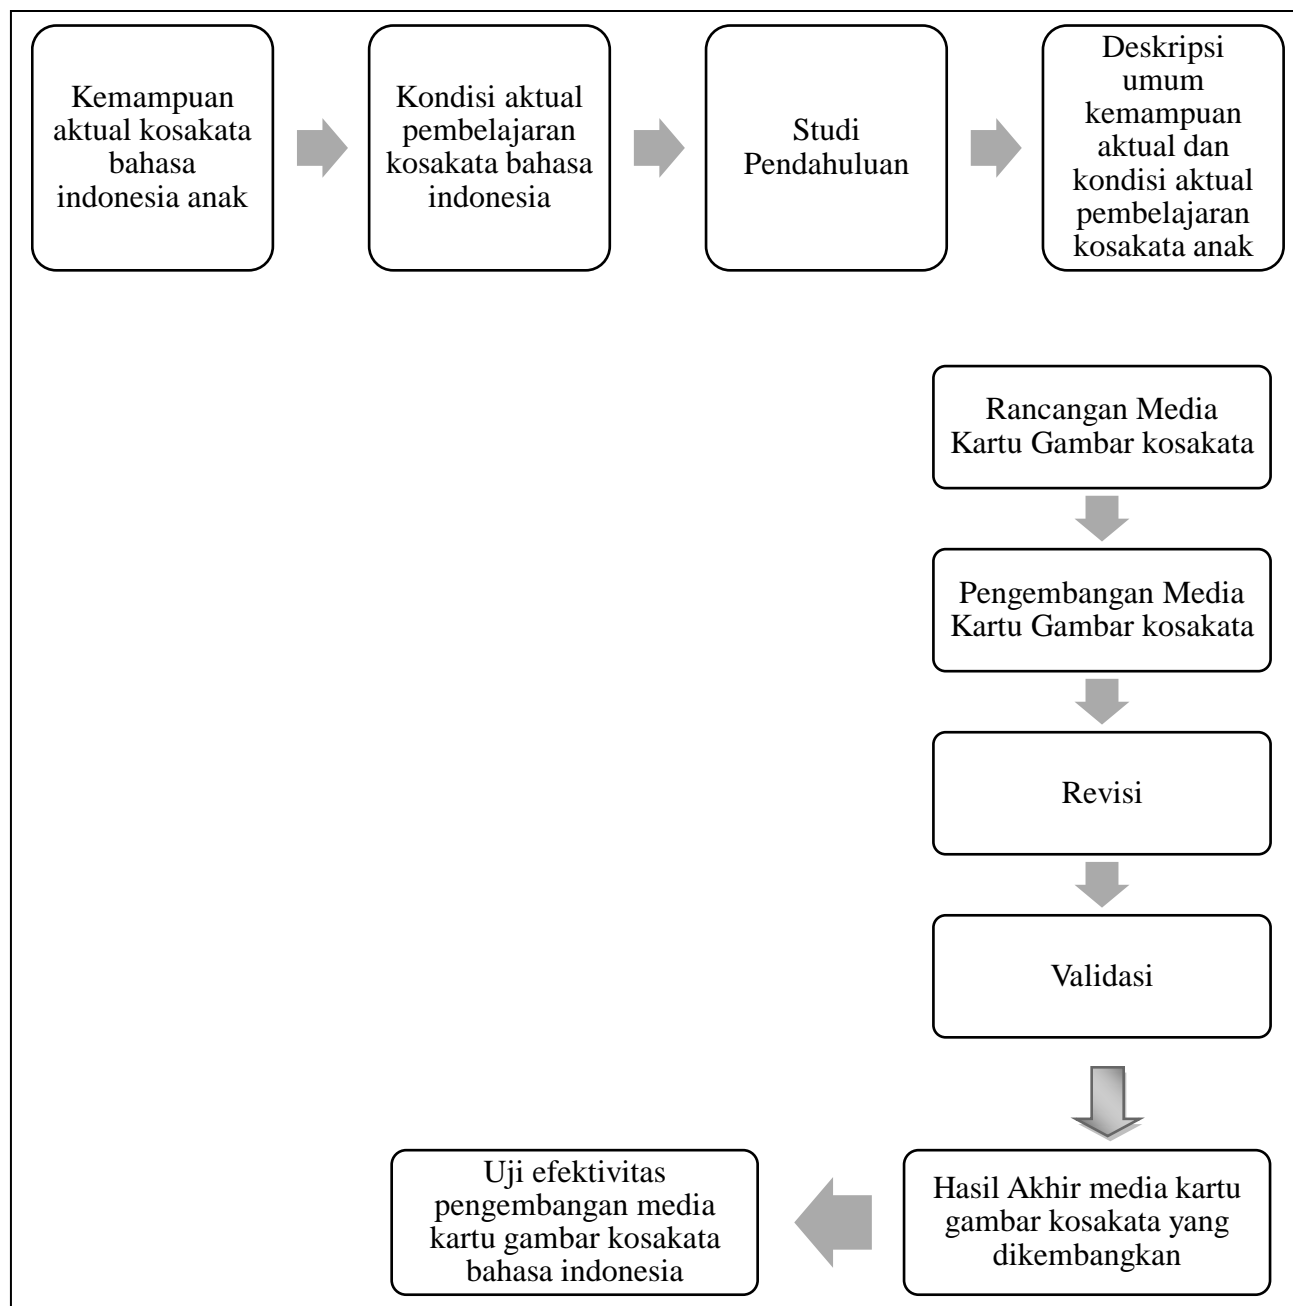 Kemampuan
aktual kosakata
bahasa
indonesia anak
Kondisi aktual
pembelajaran
kosakata bahasa
indonesia
Studi
Pendahuluan
Deskripsi
umum
kemampuan
aktual dan
kondisi aktual
pembelajaran
kosakata anak
Rancangan Media
Kartu Gambar kosakata
Pengembangan Media
Kartu Gambar kosakata
Revisi
Validasi
Hasil Akhir media kartu
gambar kosakata yang
dikembangkan
Uji efektivitas
pengembangan media
kartu gambar kosakata
bahasa indonesia